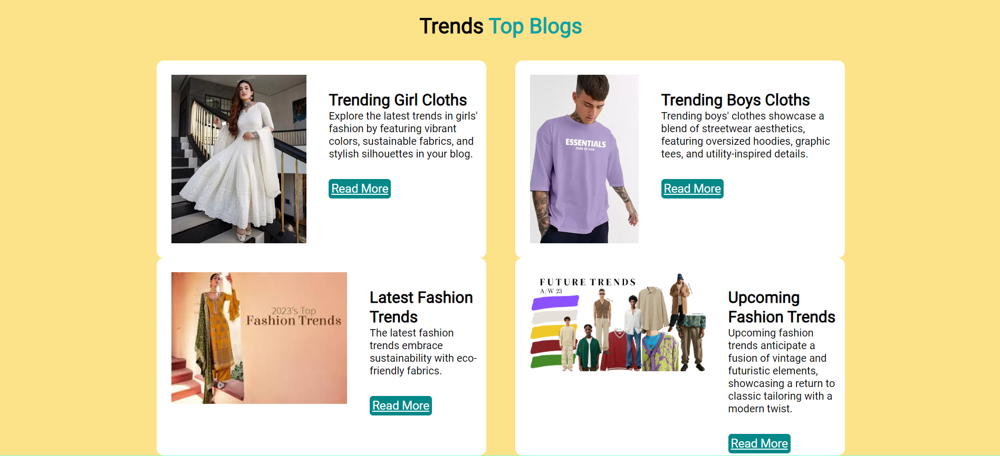 Trends Top Blogs
Trending Girl Cloths
Explore the latest trends in girls'
fashion by featuring vibrant
colors, sustainable fabrics, and
stylish silhouettes in your blog.
Read More
ESSENTIALS
FEAR OF GOD
Trending Boys Cloths
Trending boys' clothes showcase a
blend of streetwear aesthetics,
featuring oversized hoodies, graphic
tees, and utility-inspired details.
Read More
2023's Top
Fashion Trends
Latest Fashion
Trends
The latest fashion
trends embrace
sustainability with eco-
friendly fabrics.
Read More
FUTURE TRENDS
A/W 23
Upcoming
Fashion Trends
Upcoming fashion
trends anticipate a
fusion of vintage and
futuristic elements,
showcasing a return to
classic tailoring with a
modern twist.
Read More